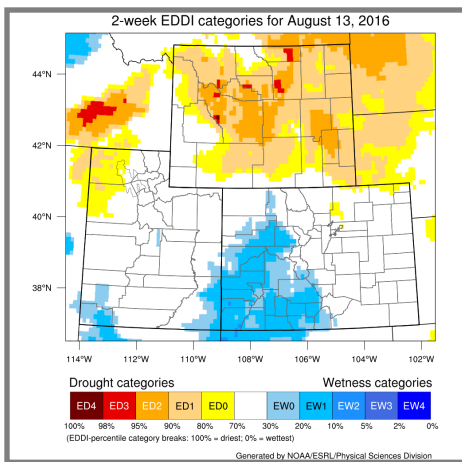 2-week EDDI categories for August 13, 2016
44°N
42°N
40°N
38°N
114°W 112°W 110°W 108°W 106°W 104°W 102°W
Drought categories Wetness categories
ED4 ED3 ED2 ED1 ED0 EW0 EW1 EW2 EW3 EW4
100% 98% 95% 90% 80% 70% 30% 20% 10% 5% 2% 0%
(EDDI-percentile category breaks: 100% = driest; 0% = wettest)
Generated by NOAA/ESRL/Physical Sciences Division